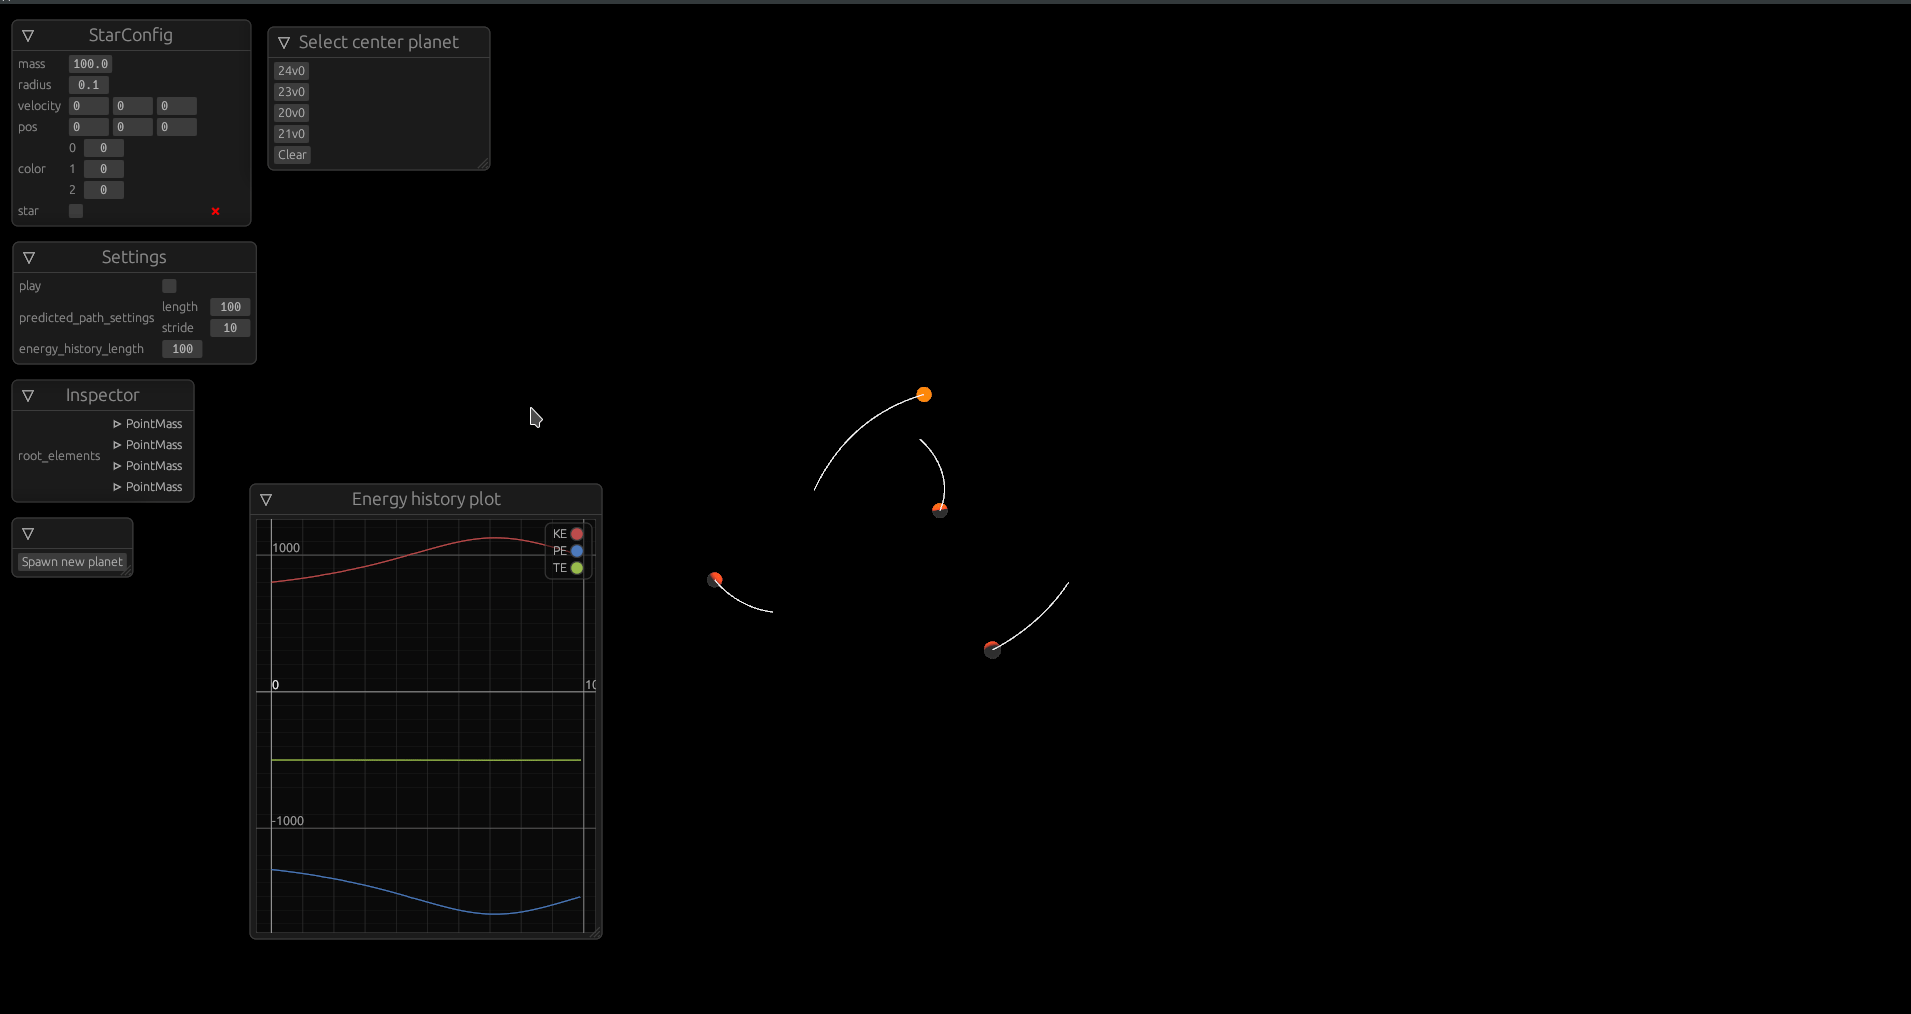 StarConfig
mass 100.0
radius 0.1
velocity 0 0 0
pos 0 0 0
0 0
color 1 0
2 0
star
Select center planet
24v0
23v0
20v0
21v0
Clear
Settings
play
length 100
predicted_path_settings
stride 10
energy_history_length 100
Inspector
PointMass
PointMass
root_elements
PointMass
PointMass
Spawn new planet
Energy history plot
KE
1000
PE
TE
0
-1000